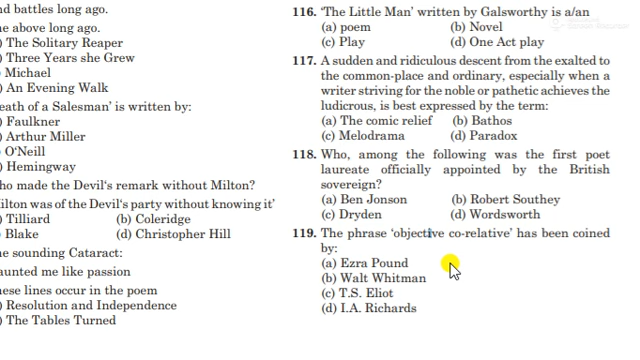 nd battles long ago.
e above long ago.
) The Solitary Reaper
) Three Years she Grew
Michael
) An Evening Walk
eath of a Salesman' is written by:
) Faulkner
) Arthur Miller
O'Neill
) Hemingway
ho made the Devil's remark without Milton?
ilton was of the Devil's party without knowing it'
) Tilliard (b) Coleridge
Blake (d) Christopher Hill
e sounding Cataract:
aunted me like passion
ese lines occur in the poem
) Resolution and Independence
) The Tables Turned
116. 'The Little Man' written by Galsworthy is a/an
(a) poem (b) Novel
(c) Play (d) One Act play
117. A sudden and ridiculous descent from the exalted to
the common-place and ordinary, especially when a
writer striving for the noble or pathetic achieves the
ludicrous, is best expressed by the term:
(a) The comic relief (b) Bathos
(c) Melodrama (d) Paradox
118. Who, among the following was the first poet
laureate officially appointed by the British
sovereign?
(a) Ben Jonson (b) Robert Southey
(c) Dryden (d) Wordsworth
119. The phrase 'objective co-relative' has been coined
by:
(a) Ezra Pound
(b) Walt Whitman
(c) T.S. Eliot
(d) I.A. Richards